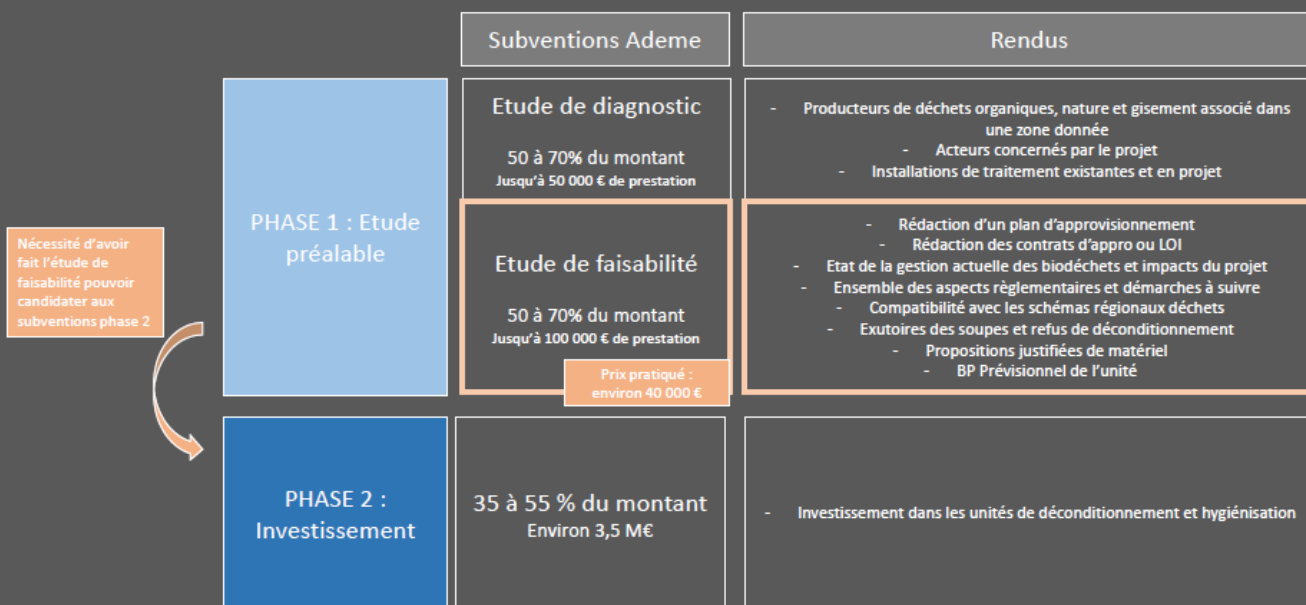 Subventions Ademe
Rendus
PHASE 1 : Etude
préalable
Etude de diagnostic
50 à 70% du montant
Jusqu'à 50 000 € de prestation
- Producteurs de déchets organiques, nature et gisement associé dans
une zone donnée
- Acteurs concernés par le projet
- Installations de traitement existantes et en projet
Nécessité d'avoir
fait l'étude de
faisabilité pouvoir
candidater aux
subventions phase 2
Etude de faisabilité
50 à 70% du montant
Jusqu'à 100 000 € de prestation
Prix pratiqué :
environ 40 000 €
- Rédaction d'un plan d'approvisionnement
- Rédaction des contrats d'appro ou LOI
- Etat de la gestion actuelle des biodéchets et impacts du projet
- Ensemble des aspects règlementaires et démarches à suivre
- Compatibilité avec les schémas régionaux déchets
- Exutoires des soupes et refus de déconditionnement
- Propositions justifiées de matériel
- BP Prévisionnel de l'unité
PHASE 2 :
Investissement
35 à 55 % du montant
Environ 3,5 M€
- Investissement dans les unités de déconditionnement et hygiénisation